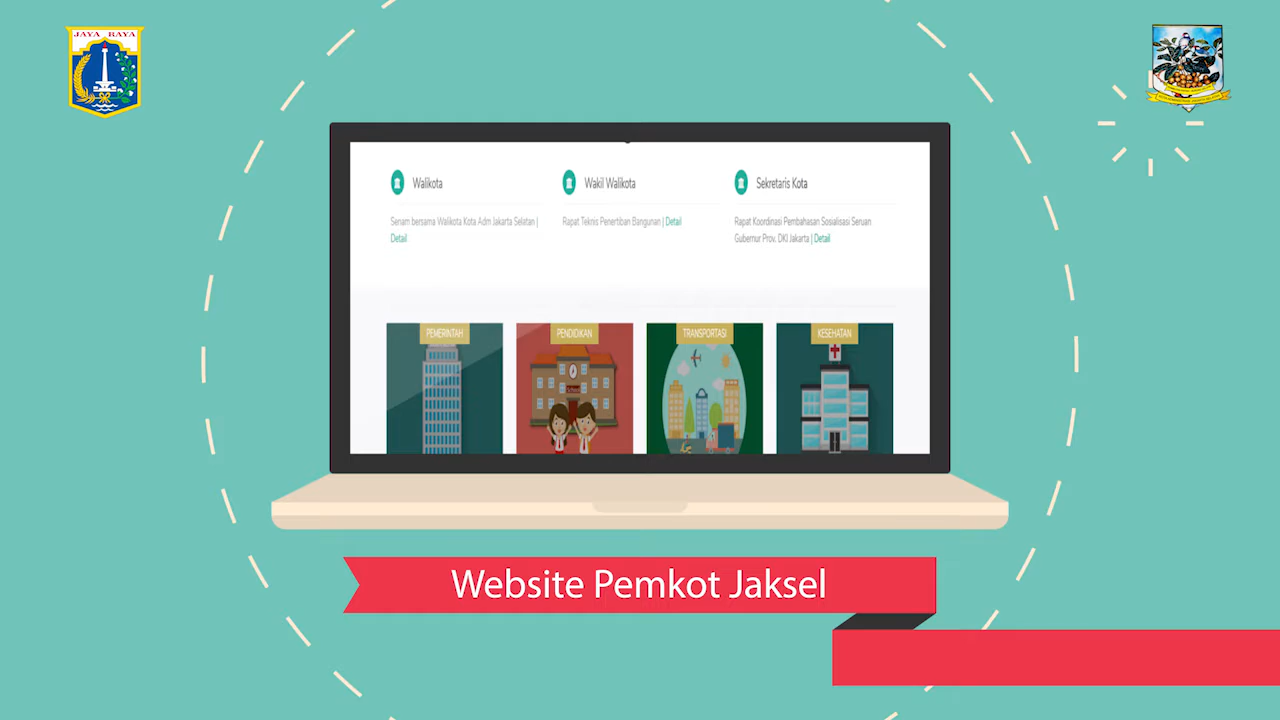 JAYA RAYA
Walikota
Wakil Walikota
Sekretaris Kota
Senam bersama Walikota Kota Adm Jakarta Selatan |
Detail
Rapat Teknis Penertiban Bangunan | Detail
Rapat Koordinasi Pembahasan Sosialisasi Seruan
Gubernur Prov. DKI Jakarta | Detail
PEMERINTAH
PENDIDIKAN
TRANSPORTASI
KESEHATAN
Website Pemkot Jaksel